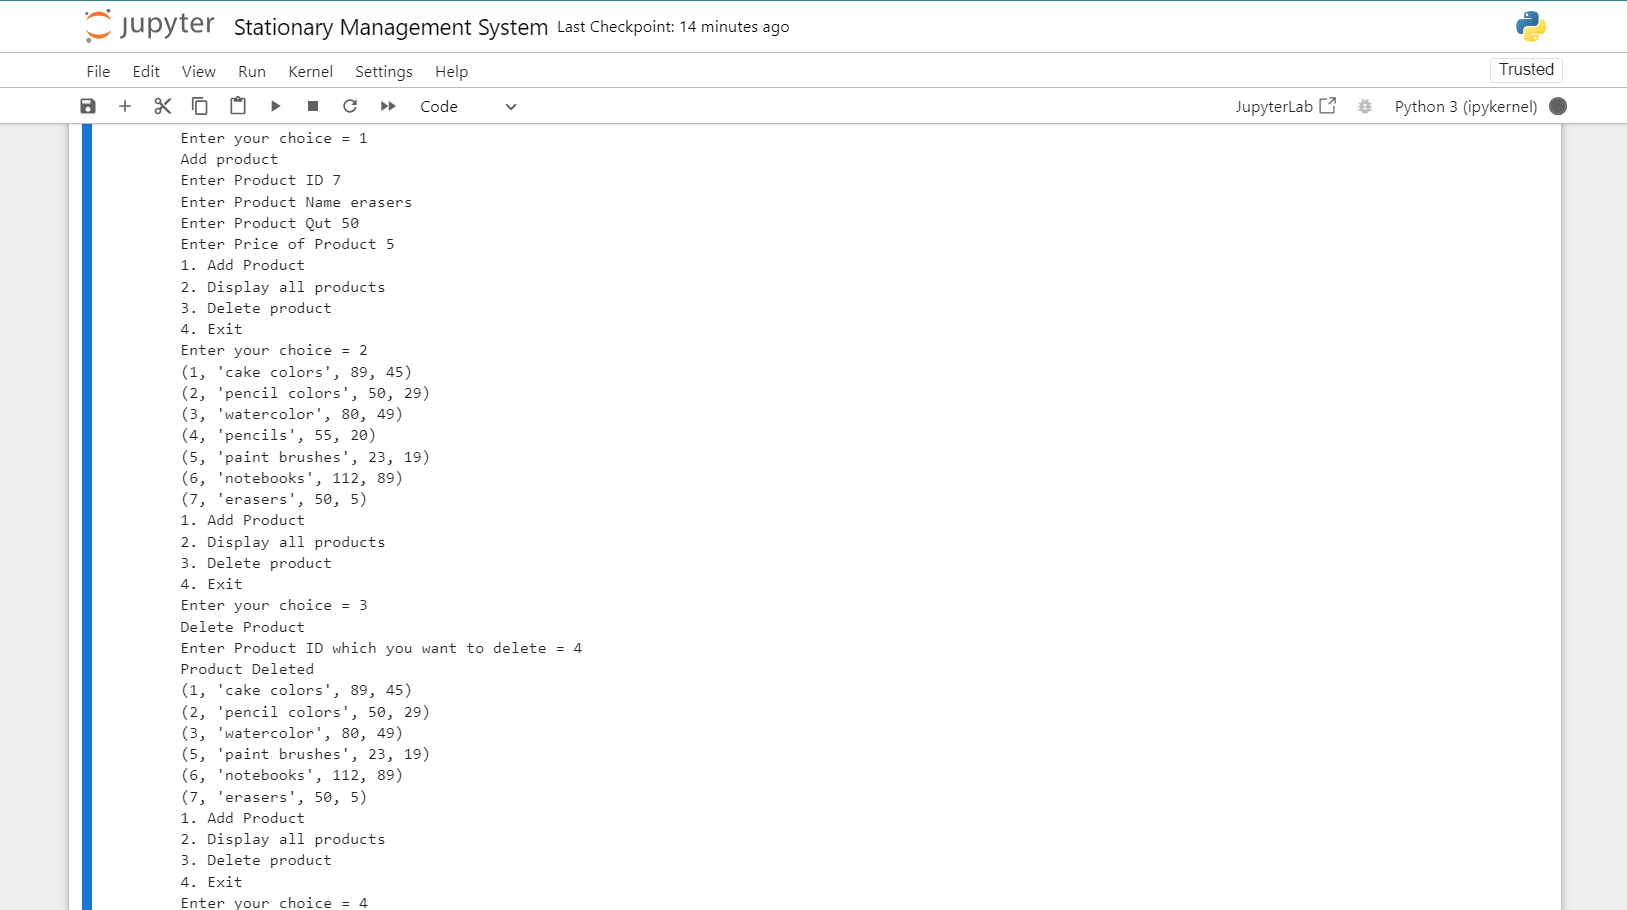 jupyter Stationary Management System Last Checkpoint: 14 minutes ago
File Edit View Run Kernel Settings Help Trusted
Code JupyterLab Python 3 (ipykernel)
Enter your choice = 1
Add product
Enter Product ID 7
Enter Product Name erasers
Enter Product Qut 50
Enter Price of Product 5
1. Add Product
2. Display all products
3. Delete product
4. Exit
Enter your choice = 2
(1, 'cake colors', 89, 45)
(2, 'pencil colors', 50, 29)
(3, 'watercolor', 80, 49)
(4, 'pencils', 55, 20)
(5, 'paint brushes', 23, 19)
(6, 'notebooks', 112, 89)
(7, 'erasers', 50, 5)
1. Add Product
2. Display all products
3. Delete product
4. Exit
Enter your choice = 3
Delete Product
Enter Product ID which you want to delete = 4
Product Deleted
(1, 'cake colors', 89, 45)
(2, 'pencil colors', 50, 29)
(3, 'watercolor', 80, 49)
(5, 'paint brushes', 23, 19)
(6, 'notebooks', 112, 89)
(7, 'erasers', 50, 5)
1. Add Product
2. Display all products
3. Delete product
4. Exit
Enter your choice = 4